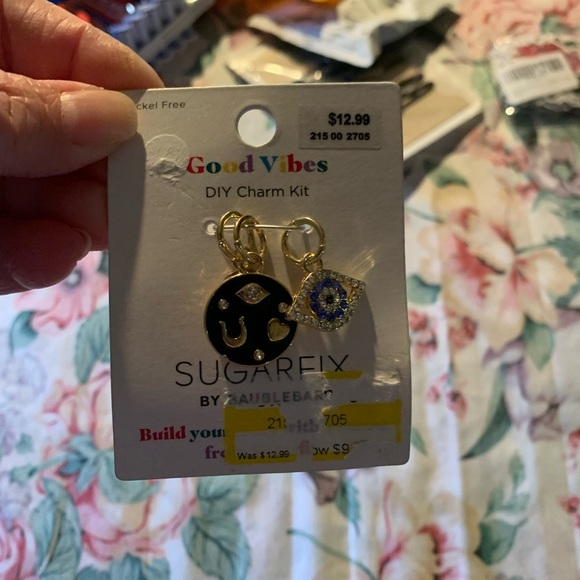 ckel Free
$12.99
215 00 2705
Good Vibes
DIY Charm Kit
SUGARFIX
BY BAUBLEBAR
705
Build your
Was $12.99 $9